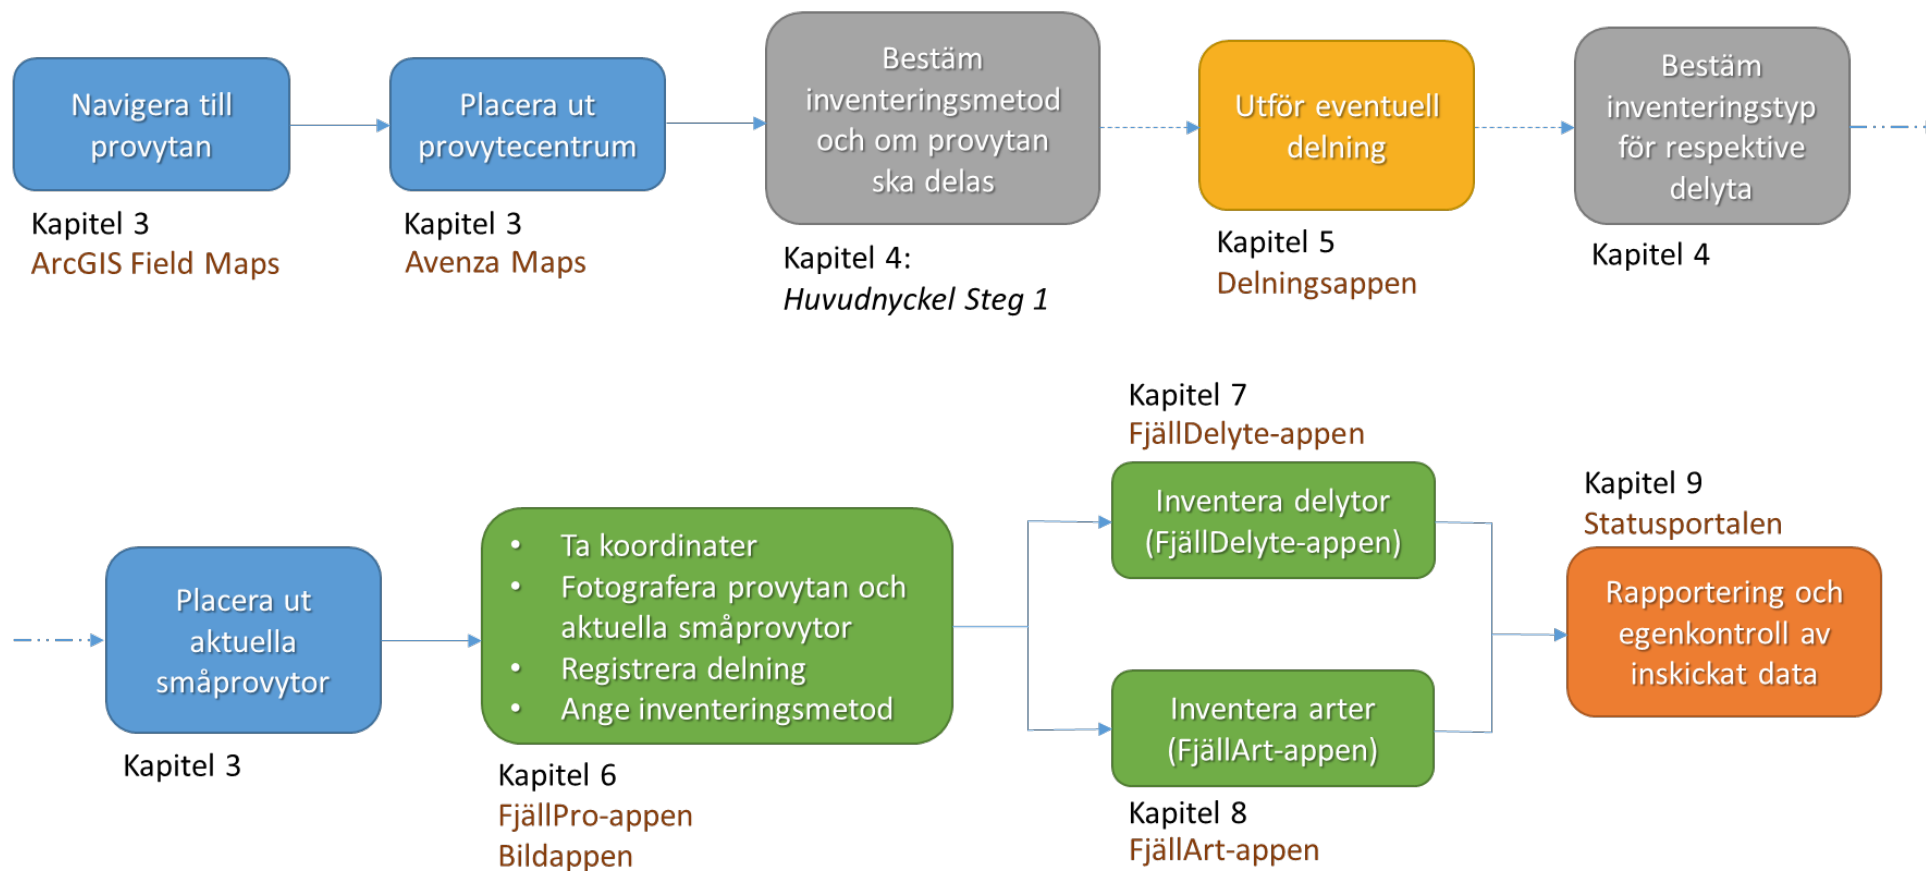 Navigera till
provytan
Kapitel 3
ArcGIS Field Maps
Placera ut
provytecentrum
Kapitel 3
Avenza Maps
Bestäm
inventeringsmetod
och om provytan
ska delas
Kapitel 4:
Huvudnyckel Steg 1
Utför eventuell
delning
Kapitel 5
Delningsappen
Bestäm
inventeringstyp
för respektive
delyta
Kapitel 4
Placera ut
aktuella
småprovytor
Kapitel 3
• Ta koordinater
• Fotografera provytan och
aktuella småprovytor
• Registrera delning
• Ange inventeringsmetod
Kapitel 6
FjällPro-appen
Bildappen
Kapitel 7
FjällDelyte-appen
Inventera delytor
(FjällDelyte-appen)
Inventera arter
(FjällArt-appen)
Kapitel 8
FjällArt-appen
Kapitel 9
Statusportalen
Rapportering och
egenkontroll av
inskickat data